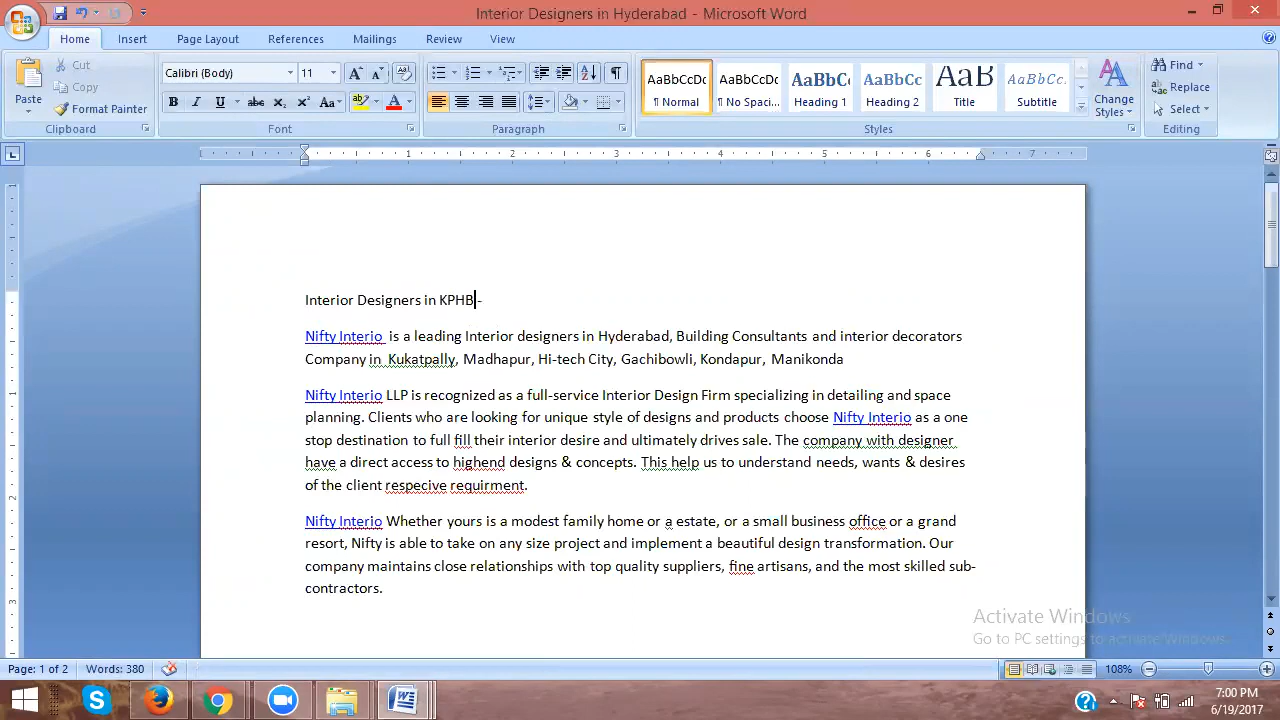 Interior Designers in Hyderabad - Microsoft Word
Home Insert Page Layout References Mailings Review View
Paste
Cut
Copy
Format Painter
Clipboard
Calibri (Body) 11
B I U abc X₂ X² Aa
Font
Paragraph
AaBbCcDc AaBbCcDc AaBbC AaBbCc AaB AaBbCc.
¶ Normal ¶ No Spaci... Heading 1 Heading 2 Title Subtitle
Change
Styles
Styles
Find
Replace
Select
Editing
1 2 3 4 5 6 7
Interior Designers in KPHB -
Nifty Interio is a leading Interior designers in Hyderabad, Building Consultants and interior decorators
Company in Kukatpally, Madhapur, Hi-tech City, Gachibowli, Kondapur, Manikonda
Nifty Interio LLP is recognized as a full-service Interior Design Firm specializing in detailing and space
planning. Clients who are looking for unique style of designs and products choose Nifty Interio as a one
stop destination to full fill their interior desire and ultimately drives sale. The company with designer
have a direct access to highend designs & concepts. This help us to understand needs, wants & desires
of the client respecive requirment.
Nifty Interio Whether yours is a modest family home or a estate, or a small business office or a grand
resort, Nifty is able to take on any size project and implement a beautiful design transformation. Our
company maintains close relationships with top quality suppliers, fine artisans, and the most skilled sub-
contractors.
Activate Windows
Go to PC settings to activate Windows.
Page: 1 of 2 Words: 380 108%
7:00 PM
6/19/2017